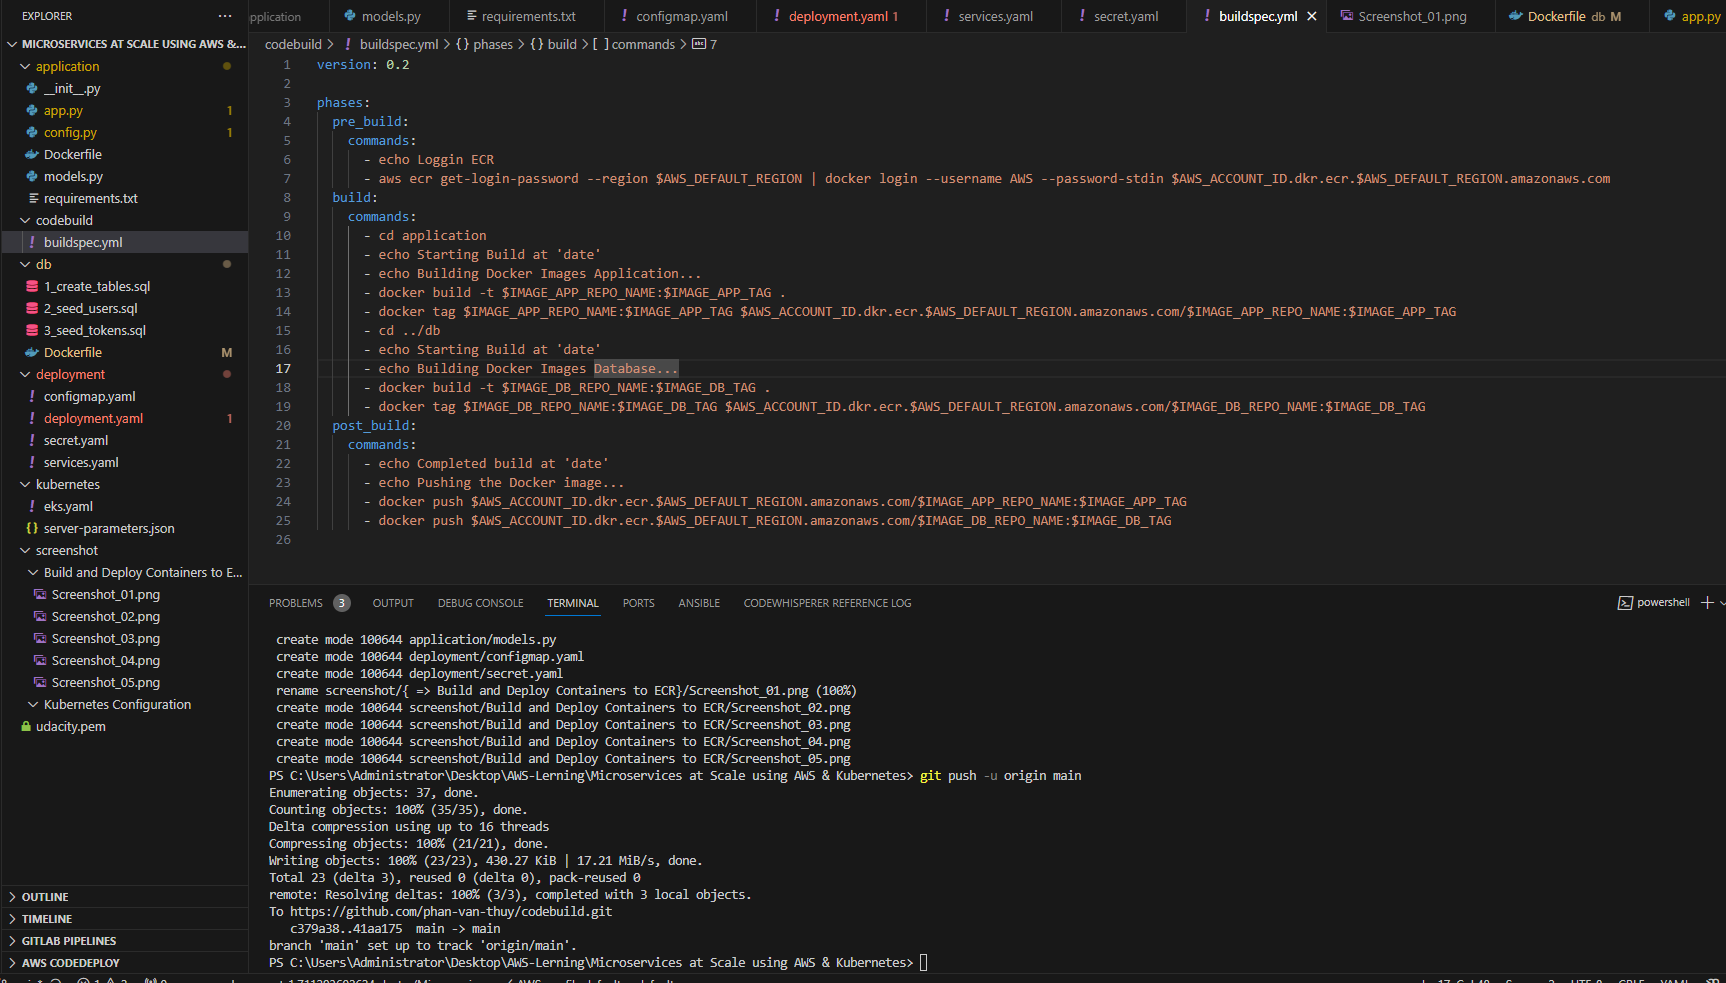 EXPLORER
···
MICROSERVICES AT SCALE USING AWS &...
application 
__init__.py
app.py 1
config.py 1
Dockerfile
models.py
requirements.txt
codebuild
buildspec.yml
db
1_create_tables.sql
2_seed_users.sql
3_seed_tokens.sql
Dockerfile M
deployment
configmap.yaml
deployment.yaml 1
secret.yaml
services.yaml
kubernetes
eks.yaml
server-parameters.json
screenshot
Build and Deploy Containers to E...
Screenshot_01.png
Screenshot_02.png
Screenshot_03.png
Screenshot_04.png
Screenshot_05.png
Kubernetes Configuration
udacity.pem
OUTLINE
TIMELINE
GITLAB PIPELINES
AWS CODEDEPLOY
pplication models.py requirements.txt configmap.yaml deployment.yaml 1 services.yaml secret.yaml buildspec.yml Screenshot_01.png Dockerfile db M app.py
codebuild > buildspec.yml > {} phases > {} build > [ ] commands > abc 7
1 version: 0.2
2
3 phases:
4 pre_build:
5 commands:
6 - echo Loggin ECR
7 - aws ecr get-login-password --region $AWS_DEFAULT_REGION | docker login --username AWS --password-stdin $AWS_ACCOUNT_ID.dkr.ecr.$AWS_DEFAULT_REGION.amazonaws.com
8 build:
9 commands:
10 - cd application
11 - echo Starting Build at 'date'
12 - echo Building Docker Images Application...
13 - docker build -t $IMAGE_APP_REPO_NAME:$IMAGE_APP_TAG .
14 - docker tag $IMAGE_APP_REPO_NAME:$IMAGE_APP_TAG $AWS_ACCOUNT_ID.dkr.ecr.$AWS_DEFAULT_REGION.amazonaws.com/$IMAGE_APP_REPO_NAME:$IMAGE_APP_TAG
15 - cd ../db
16 - echo Starting Build at 'date'
17 - echo Building Docker Images Database...
18 - docker build -t $IMAGE_DB_REPO_NAME:$IMAGE_DB_TAG .
19 - docker tag $IMAGE_DB_REPO_NAME:$IMAGE_DB_TAG $AWS_ACCOUNT_ID.dkr.ecr.$AWS_DEFAULT_REGION.amazonaws.com/$IMAGE_DB_REPO_NAME:$IMAGE_DB_TAG
20 post_build:
21 commands:
22 - echo Completed build at 'date'
23 - echo Pushing the Docker image...
24 - docker push $AWS_ACCOUNT_ID.dkr.ecr.$AWS_DEFAULT_REGION.amazonaws.com/$IMAGE_APP_REPO_NAME:$IMAGE_APP_TAG
25 - docker push $AWS_ACCOUNT_ID.dkr.ecr.$AWS_DEFAULT_REGION.amazonaws.com/$IMAGE_DB_REPO_NAME:$IMAGE_DB_TAG
26
PROBLEMS 3 OUTPUT DEBUG CONSOLE TERMINAL PORTS ANSIBLE CODEWHISPERER REFERENCE LOG powershell
create mode 100644 application/models.py
create mode 100644 deployment/configmap.yaml
create mode 100644 deployment/secret.yaml
rename screenshot/{ => Build and Deploy Containers to ECR}/Screenshot_01.png (100%)
create mode 100644 screenshot/Build and Deploy Containers to ECR/Screenshot_02.png
create mode 100644 screenshot/Build and Deploy Containers to ECR/Screenshot_03.png
create mode 100644 screenshot/Build and Deploy Containers to ECR/Screenshot_04.png
create mode 100644 screenshot/Build and Deploy Containers to ECR/Screenshot_05.png
PS C:\Users\Administrator\Desktop\AWS-Lerning\Microservices at Scale using AWS & Kubernetes> git push -u origin main
Enumerating objects: 37, done.
Counting objects: 100% (35/35), done.
Delta compression using up to 16 threads
Compressing objects: 100% (21/21), done.
Writing objects: 100% (23/23), 430.27 KiB | 17.21 MiB/s, done.
Total 23 (delta 3), reused 0 (delta 0), pack-reused 0
remote: Resolving deltas: 100% (3/3), completed with 3 local objects.
To https://github.com/phan-van-thuy/codebuild.git
c379a38..41aa175 main -> main
branch 'main' set up to track 'origin/main'.
PS C:\Users\Administrator\Desktop\AWS-Lerning\Microservices at Scale using AWS & Kubernetes>